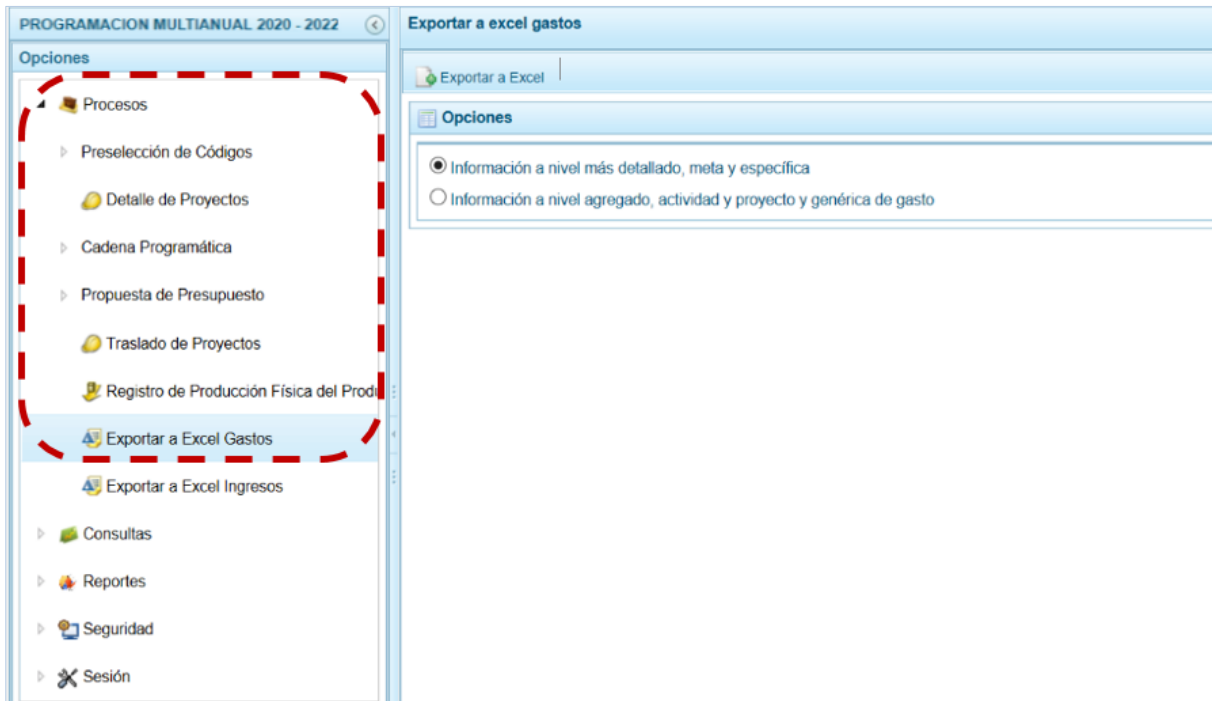 PROGRAMACION MULTIANUAL 2020 - 2022
Opciones
Procesos
Preselección de Códigos
Detalle de Proyectos
Cadena Programática
Propuesta de Presupuesto
Traslado de Proyectos
Registro de Producción Física del Produ
Exportar a Excel Gastos
Exportar a Excel Ingresos
Consultas
Reportes
Seguridad
Sesión
Exportar a excel gastos
Exportar a Excel
Opciones
Información a nivel más detallado, meta y específica
Información a nivel agregado, actividad y proyecto y genérica de gasto